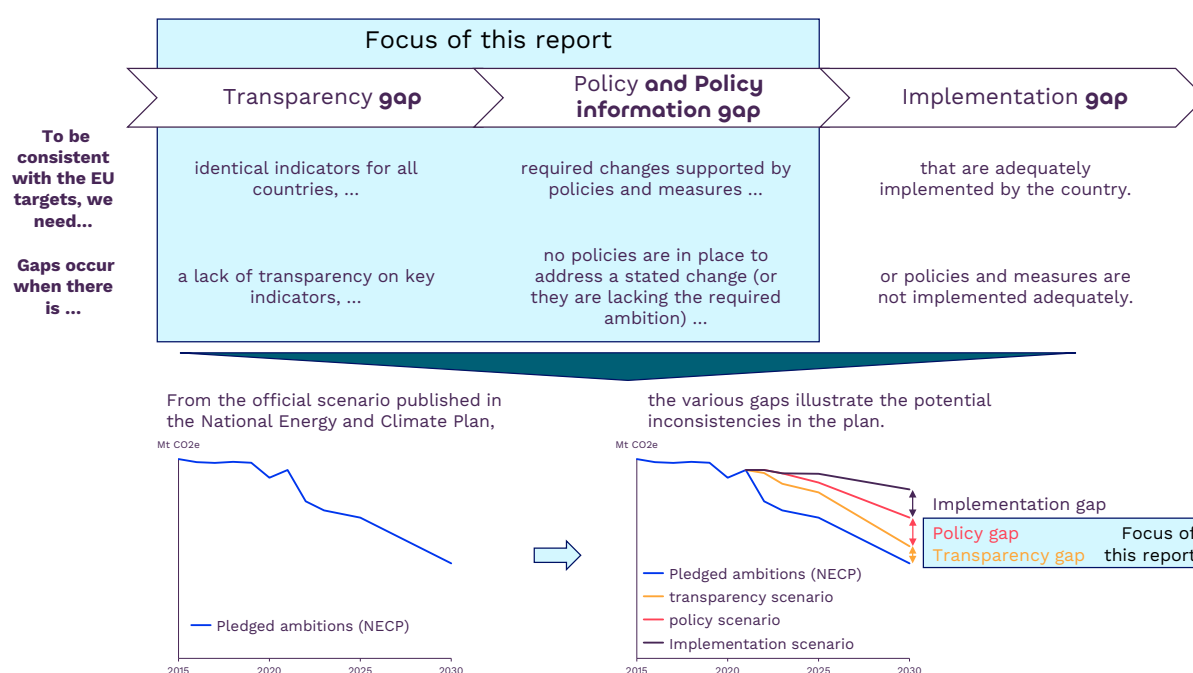 Focus of this report
Transparency gap
Policy and Policy
information gap
Implementation gap
To be
consistent
with the EU
targets, we
need...
identical indicators for all
countries, ...
required changes supported by
policies and measures ...
that are adequately
implemented by the country.
Gaps occur
when there
is ...
a lack of transparency on key
indicators, ...
no policies are in place to
address a stated change (or
they are lacking the required
ambition) ...
or policies and measures are
not implemented adequately.
From the official scenario published in
the National Energy and Climate Plan,
the various gaps illustrate the potential
inconsistencies in the plan.
Mt CO2e
Pledged ambitions (NECP)
2015 2020 2025 2030
Mt CO2e
Implementation gap
Policy gap
Transparency gap
Focus of
this report
Pledged ambitions (NECP)
transparency scenario
policy scenario
Implementation scenario
2015 2020 2025 2030